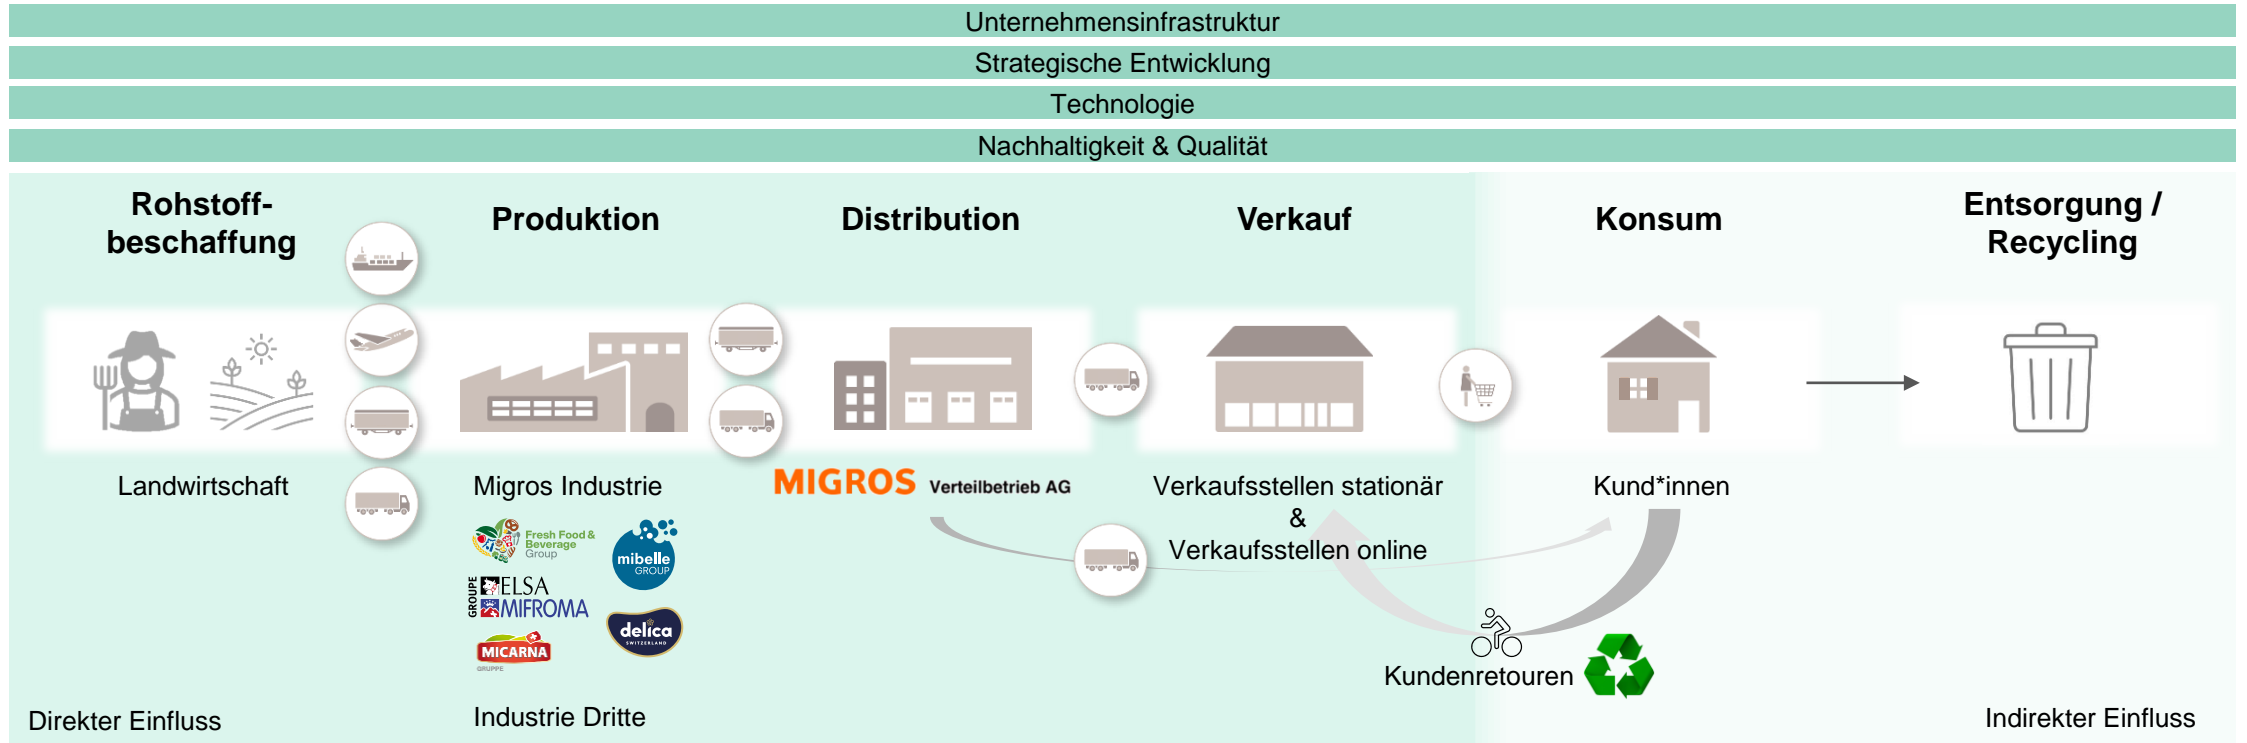 Unternehmensinfrastruktur
Strategische Entwicklung
Technologie
Nachhaltigkeit & Qualität
Rohstoff-
beschaffung
Produktion
Distribution
Verkauf
Konsum
Entsorgung /
Recycling
Landwirtschaft
Migros Industrie
Fresh Food &
Beverage
Group
mibelle
GROUP
GROUPE
ELSA
MIFROMA
delica
SWITZERLAND
MICARNA
GRUPPE
Industrie Dritte
MIGROS Verteilbetrieb AG
Verkaufsstellen stationär
&
Verkaufsstellen online
Kund*innen
Kundenretouren
Direkter Einfluss
Indirekter Einfluss